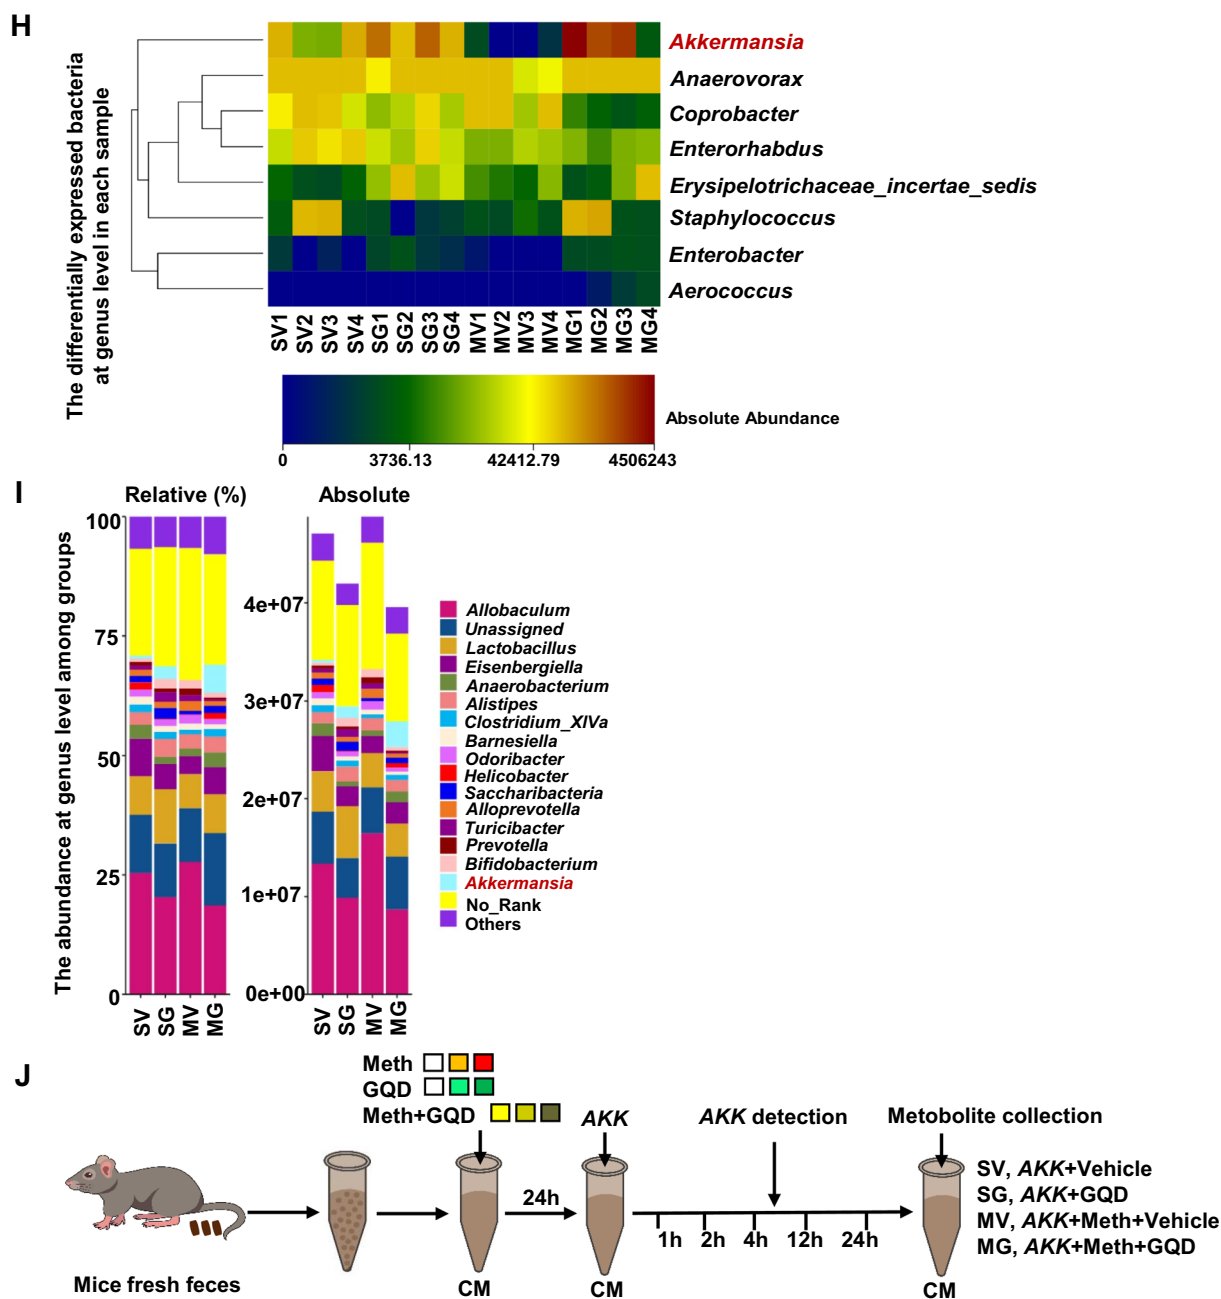 H
The differentially expressed bacteria
at genus level in each sample
Akkermansia
Anaerovorax
Coprobacter
Enterorhabdus
Erysipelotrichaceae_incertae_sedis
Staphylococcus
Enterobacter
Aerococcus
SV1 SV2 SV3 SV4 SG1 SG2 SG3 SG4 MV1 MV2 MV3 MV4 MG1 MG2 MG3 MG4
Absolute Abundance
0 3736.13 42412.79 4506243
I
The abundance at genus level among groups
Relative (%)
100
75
50
25
0
SV SG MV MG
Absolute
4e+07
3e+07
2e+07
1e+07
0e+00
SV SG MV MG
Allobaculum
Unassigned
Lactobacillus
Eisenbergiella
Anaerobacterium
Alistipes
Clostridium_XIVa
Barnesiella
Odoribacter
Helicobacter
Saccharibacteria
Alloprevotella
Turicibacter
Prevotella
Bifidobacterium
Akkermansia
No_Rank
Others
J
Meth
GQD
Meth+GQD
AKK
AKK detection
Metobolite collection
24h
1h 2h 4h 12h 24h
Mice fresh feces
CM
CM
CM
SV, AKK+Vehicle
SG, AKK+GQD
MV, AKK+Meth+Vehicle
MG, AKK+Meth+GQD